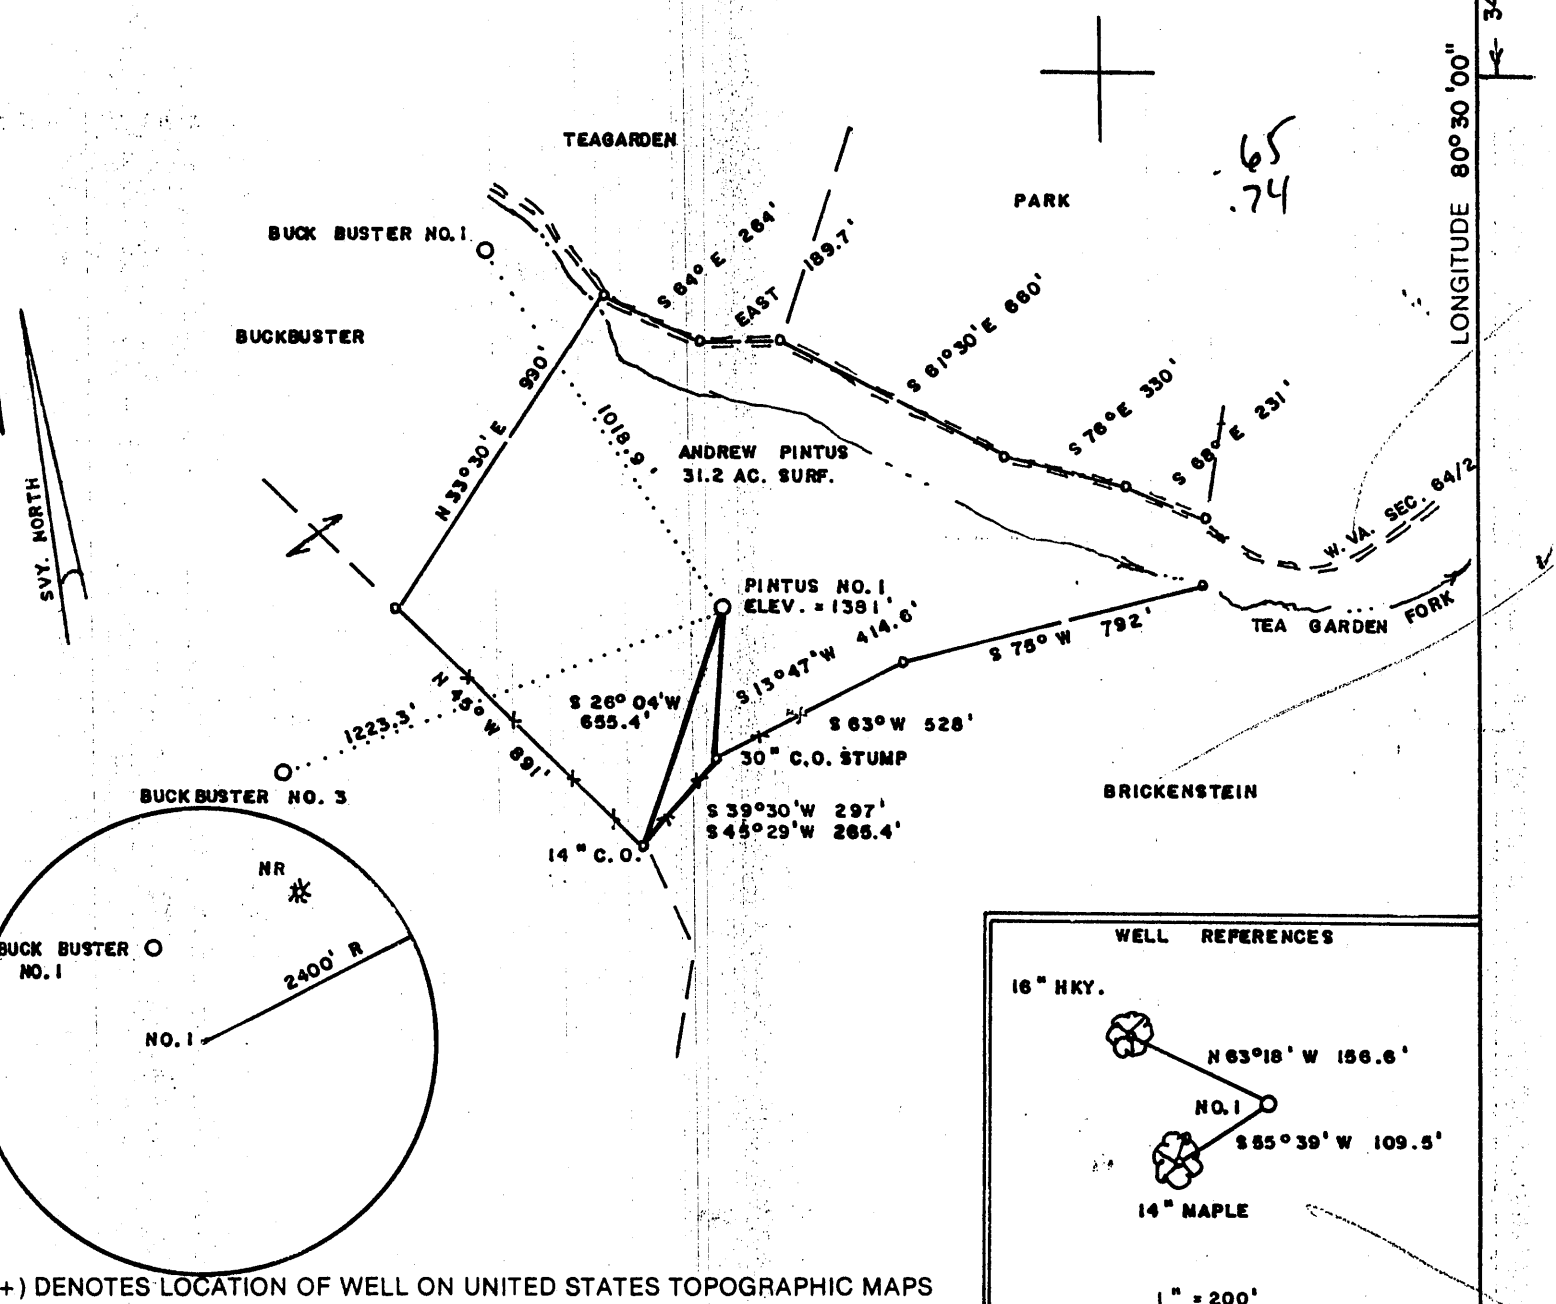 34
LONGITUDE 80°30'00"
.65
.74
TEAGARDEN
PARK
BUCK BUSTER NO.1
S 64° E 264'
EAST 189.7'
S 61°30'E 660'
BUCKBUSTER
S 76°E 330'
S 68° E 231'
990'
N 33°30'E
1018.9'
ANDREW PINTUS
31.2 AC. SURF.
SVY. NORTH
W. VA. SEC. 64/2
PINTUS NO.1
ELEV. = 1381'
S 13°47'W 414.6'
TEA GARDEN FORK
S 75° W 792'
N 45° W 891'
S 26° 04'W
655.4'
1223.3'
S 63° W 528'
30" C.O. STUMP
BUCKBUSTER NO. 3
BRICKENSTEIN
S 39°30'W 297'
S 45°29'W 265.4'
14" C.O.
NR
BUCK BUSTER
NO. 1
2400' R
NO. 1
WELL REFERENCES
16" HKY.
N 63°18' W 156.6'
NO. 1
S 55°39' W 109.5'
14" MAPLE
1" = 200'
+) DENOTES LOCATION OF WELL ON UNITED STATES TOPOGRAPHIC MAPS